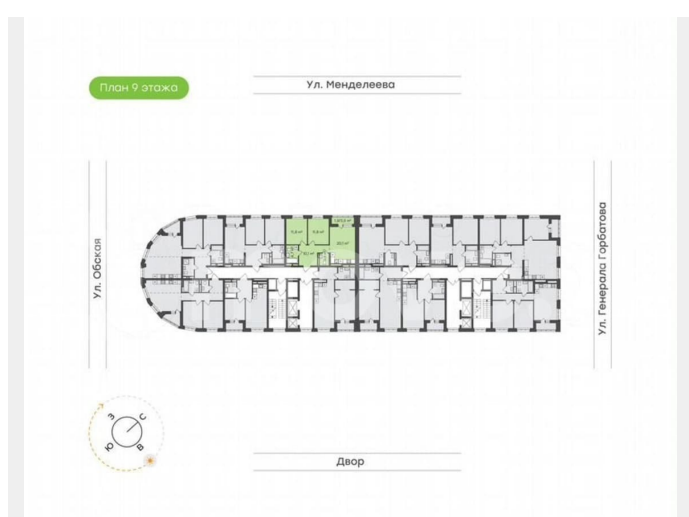 Ул. Менделеева
План 9 этажа
Ул. Обская
Ул. Генерала Горбатова
З
С
Ю
В
Двор